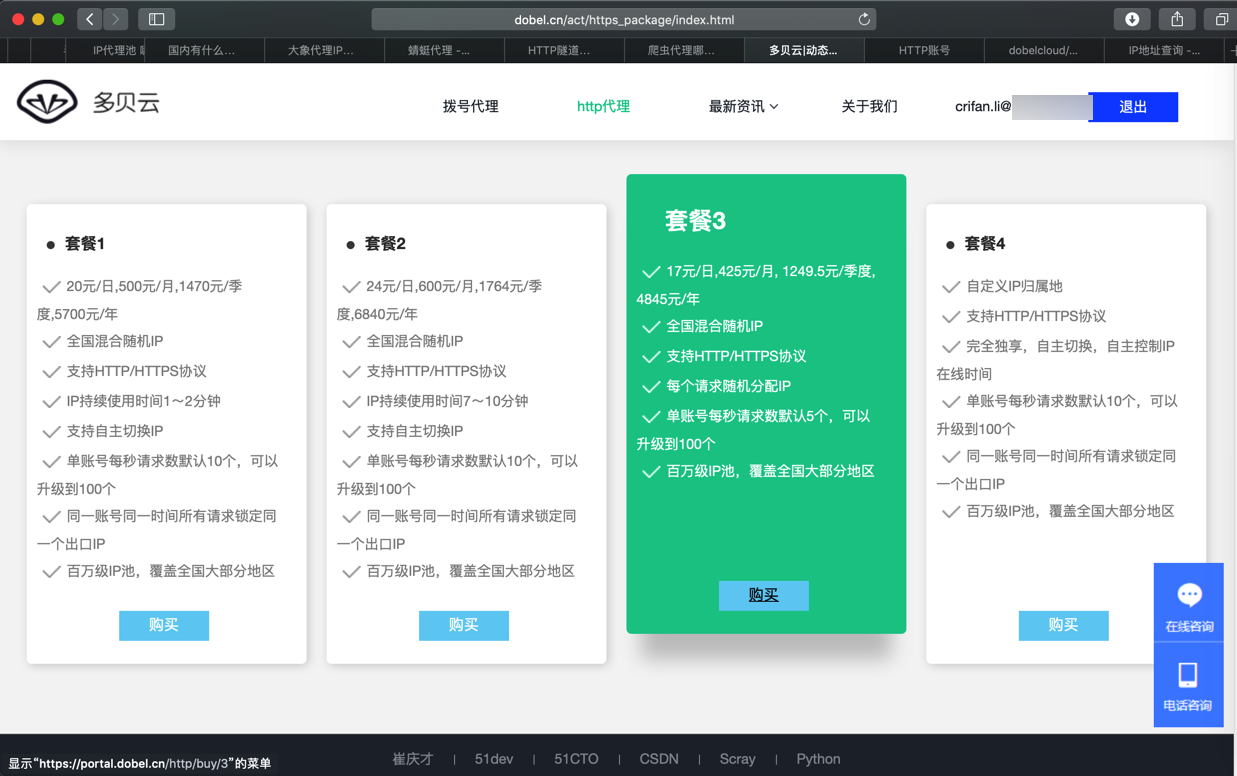 dobel.cn/act/https_package/index.html
IP代理池
国内有什么...
大象代理IP...
蜻蜓代理 -...
HTTP隧道...
爬虫代理哪...
多贝云|动态...
HTTP账号
dobelcloud/...
IP地址查询 -...
多贝云
拨号代理
http代理
最新资讯
关于我们
crifan.li@
退出
套餐1
20元/日,500元/月,1470元/季
度,5700元/年
全国混合随机IP
支持HTTP/HTTPS协议
IP持续使用时间1～2分钟
支持自主切换IP
单账号每秒请求数默认10个，可以
升级到100个
同一账号同一时间所有请求锁定同
一个出口IP
百万级IP池，覆盖全国大部分地区
购买
套餐2
24元/日,600元/月,1764元/季
度,6840元/年
全国混合随机IP
支持HTTP/HTTPS协议
IP持续使用时间7～10分钟
支持自主切换IP
单账号每秒请求数默认10个，可以
升级到100个
同一账号同一时间所有请求锁定同
一个出口IP
百万级IP池，覆盖全国大部分地区
购买
套餐3
17元/日,425元/月, 1249.5元/季度,
4845元/年
全国混合随机IP
支持HTTP/HTTPS协议
每个请求随机分配IP
单账号每秒请求数默认5个，可以
升级到100个
百万级IP池，覆盖全国大部分地区
购买
套餐4
自定义IP归属地
支持HTTP/HTTPS协议
完全独享，自主切换，自主控制IP
在线时间
单账号每秒请求数默认10个，可以
升级到100个
同一账号同一时间所有请求锁定同
一个出口IP
百万级IP池，覆盖全国大部分地区
购买
在线咨询
电话咨询
崔庆才 | 51dev | 51CTO | CSDN | Scray | Python
显示“https://portal.dobel.cn/http/buy/3”的菜单